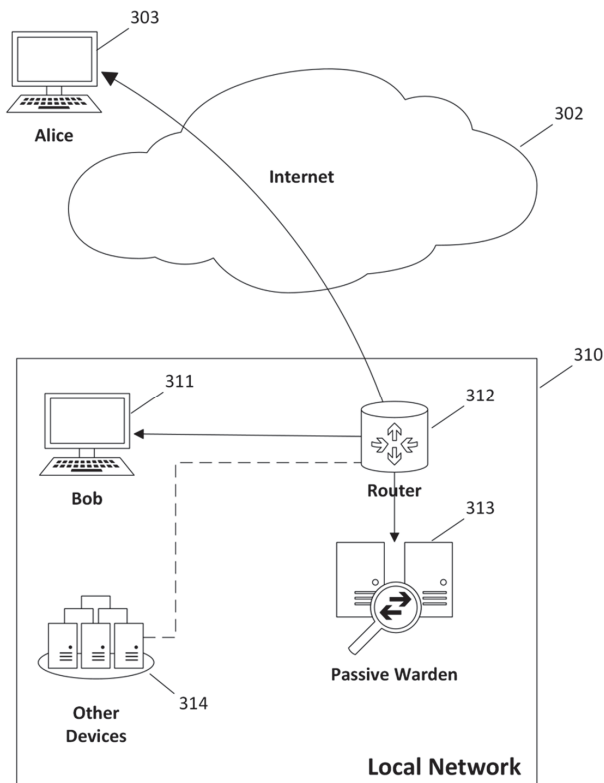 303
Alice
302
Internet
310
311
312
Bob
Router
313
Passive Warden
314
Other
Devices
Local Network